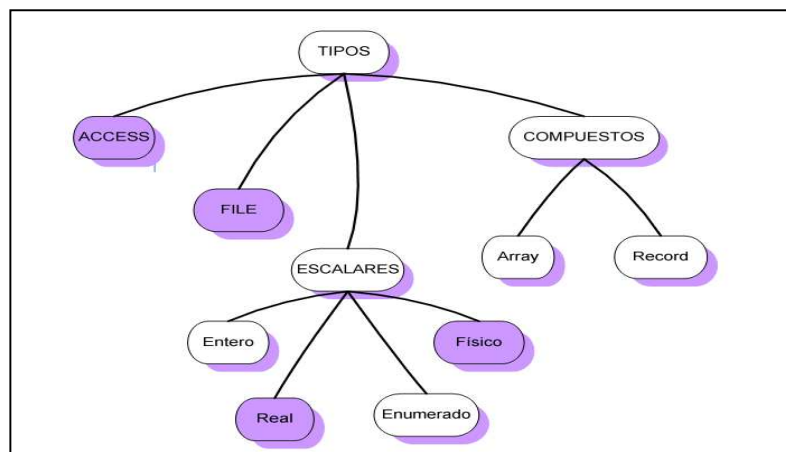 TIPOS
ACCESS
COMPUESTOS
FILE
Array
Record
ESCALARES
Entero
Físico
Real
Enumerado